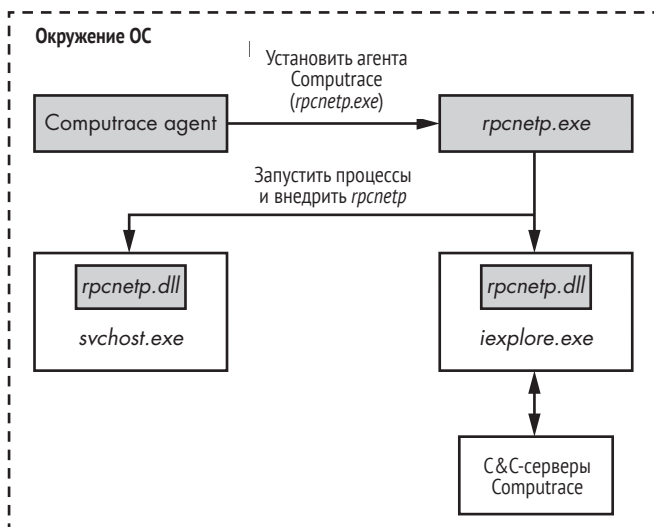 Окружение ОС
Установить агента
Computrace
(rpcnetp.exe)
Computrace agent
rpcnetp.exe
Запустить процессы
и внедрить rpcnetp
rpcnetp.dll
svchost.exe
rpcnetp.dll
iexplore.exe
C&C-серверы
Computrace